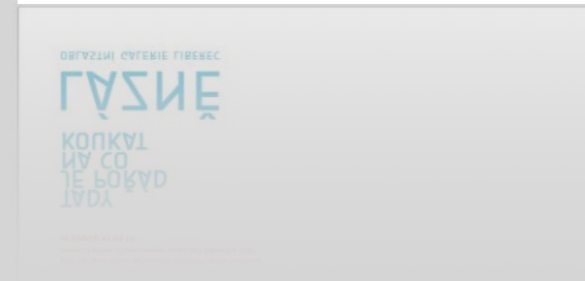 TADY
JE POŘÁD
NA CO
KOUKAT
LÁZNĚ
OBLASTNÍ GALERIE LIBEREC